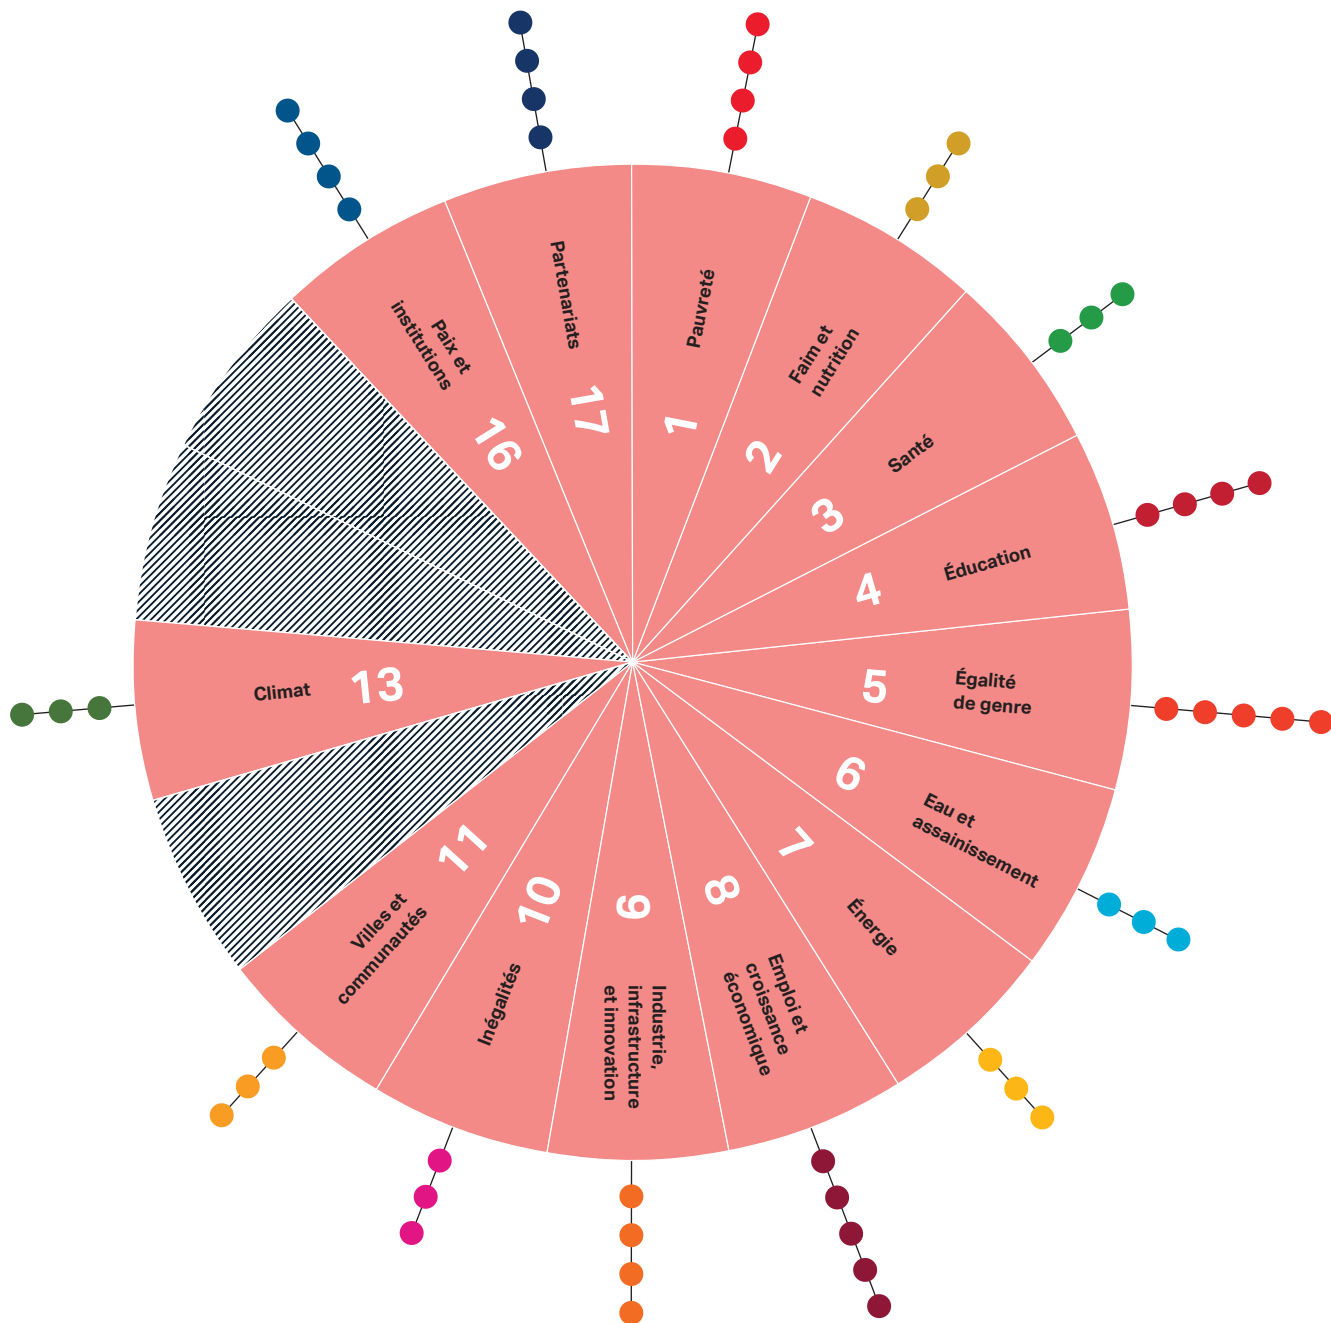 Pauvreté
1
Faim et
nutrition
2
Santé
3
Éducation
4
Égalité
de genre
5
Eau et
assainissement
6
Énergie
7
Emploi et
croissance
économique
8
Industrie,
infrastructure
et innovation
9
Inégalités
10
Villes et
communautés
11
Climat
13
Paix et
institutions
16
Partenariats
17